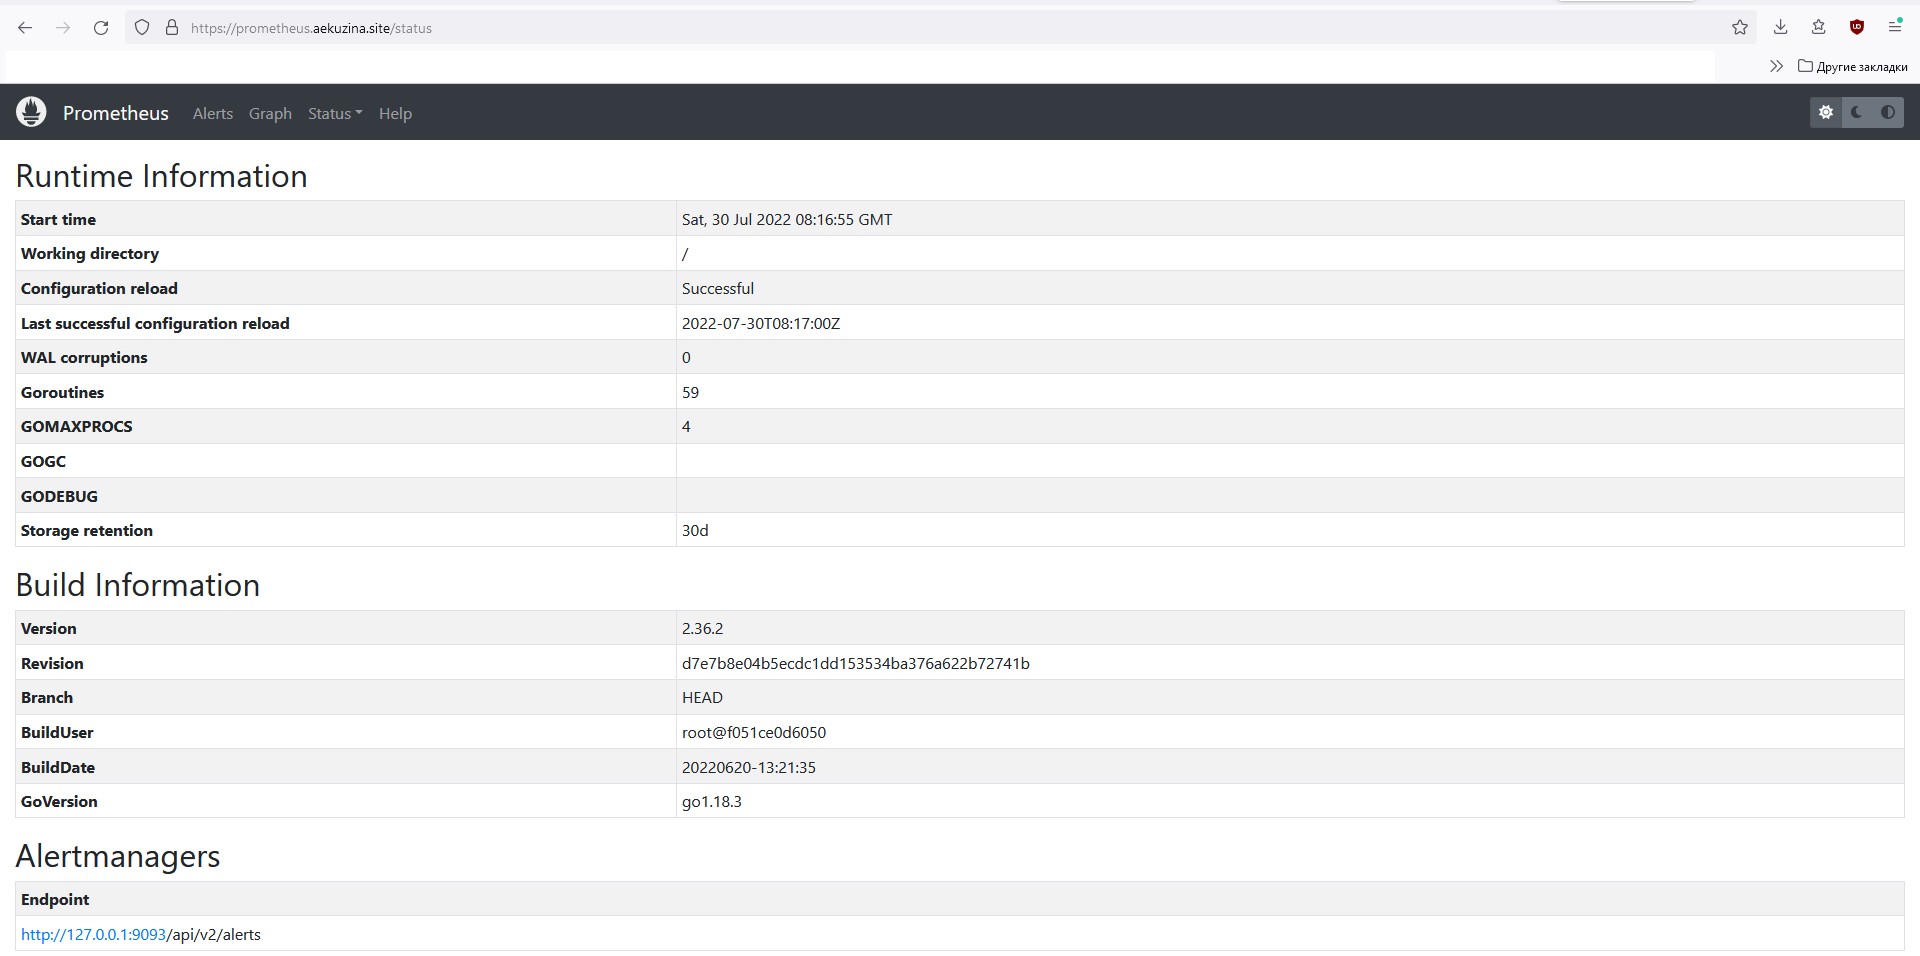 https://prometheus.aekuzina.site/status
Другие закладки
Prometheus Alerts Graph Status Help
Runtime Information
Start time Sat, 30 Jul 2022 08:16:55 GMT
Working directory /
Configuration reload Successful
Last successful configuration reload 2022-07-30T08:17:00Z
WAL corruptions 0
Goroutines 59
GOMAXPROCS 4
GOGC
GODEBUG
Storage retention 30d
Build Information
Version 2.36.2
Revision d7e7b8e04b5ecdc1dd153534ba376a622b72741b
Branch HEAD
BuildUser root@f051ce0d6050
BuildDate 20220620-13:21:35
GoVersion go1.18.3
Alertmanagers
Endpoint
http://127.0.0.1:9093/api/v2/alerts